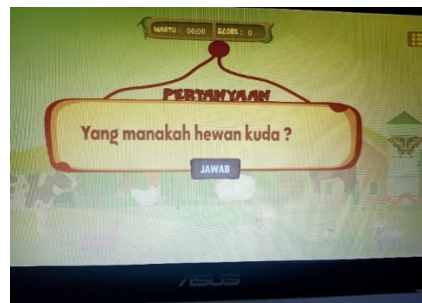 WAKTU : 00:00 SCORE : 0
PERTANYAAN
Yang manakah hewan kuda ?
JAWAB
ASUS